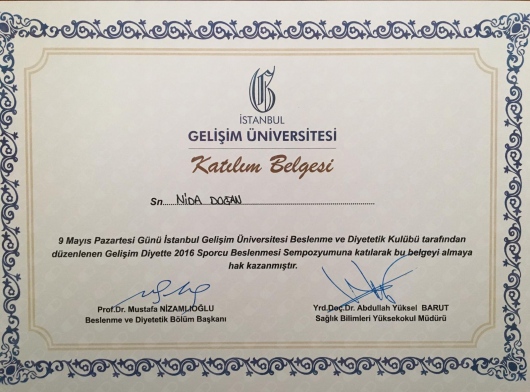 İSTANBUL
GELİŞİM ÜNİVERSİTESİ
Katılım Belgesi
Sn.....NİDA DOĞAN.....
9 Mayıs Pazartesi Günü İstanbul Gelişim Üniversitesi Beslenme ve Diyetetik Kulübü tarafından
düzenlenen Gelişim Diyette 2016 Sporcu Beslenmesi Sempozyumuna katılarak bu belgeyi almaya
hak kazanmıştır.
Prof.Dr. Mustafa NİZAMLIOĞLU
Beslenme ve Diyetetik Bölüm Başkanı
Yrd.Doç.Dr. Abdullah Yüksel BARUT
Sağlık Bilimleri Yüksekokul Müdürü